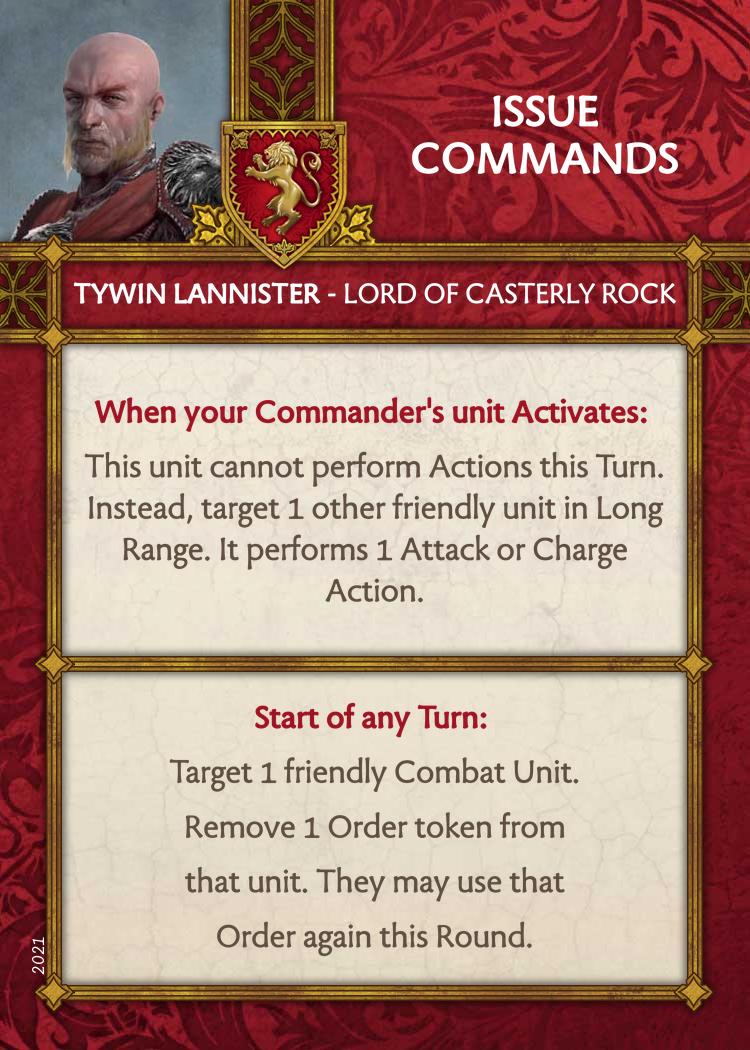 ISSUE
COMMANDS
TYWIN LANNISTER - LORD OF CASTERLY ROCK
When your Commander's unit Activates:
This unit cannot perform Actions this Turn.
Instead, target 1 other friendly unit in Long
Range. It performs 1 Attack or Charge
Action.
Start of any Turn:
Target 1 friendly Combat Unit.
Remove 1 Order token from
that unit. They may use that
Order again this Round.
2021